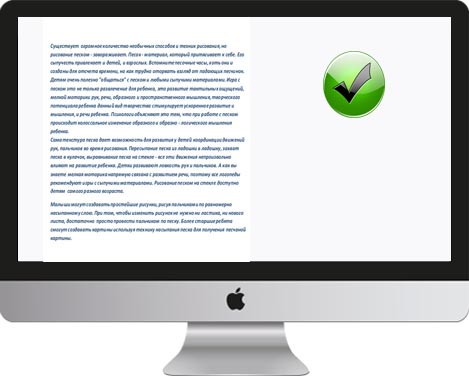 Существует огромное количество необычных способов и техник рисования, но
рисование песком - завораживает. Песок - материал, который притягивает к себе. Его
сыпучесть привлекает и детей, и взрослых. Вспомните песочные часы, хоть они и
созданы для отсчета времени, но как трудно оторвать взгляд от падающих песчинок.
Детям очень полезно "общаться" с песком и любыми сыпучими материалами. Игра с
песком это не только развлечение для ребенка, это развитие тактильных ощущений,
мелкой моторики рук, речи, образного и пространственного мышления, творческого
потенциала ребенка данный вид творчества стимулирует ускоренное развитие и
мышления, и речи ребенка. Психологи объясняют это тем, что при работе с песком
происходит колоссальное изменение образного и образно - логического мышления
ребенка.
Сама текстура песка дает возможность для развития у детей координации движений
рук, пальчиков во время рисования. Пересыпание песка из ладошки в ладошку, захват
песка в кулачок, выравнивания песка на стекле - все эти движения непроизвольно
влияют на развитие ребенка. Детки развивают ловкость рук и пальчиков. А как вы
знаете мелкая моторика напрямую связана с развитием речи, поэтому все логопеды
рекомендуют игры с сыпучими материалами. Рисование песком на стекле доступно
детям самого разного возраста.
Малыши могут создавать простейшие рисунки, рисуя пальчиками по равномерно
насыпанному слою. При том, чтобы изменить рисунок не нужно ни ластика, ни нового
листа, достаточно просто провести пальчиком по песку. Более старшие ребята
смогут создавать картины используя технику насыпания песка для получения песчаной
картины.